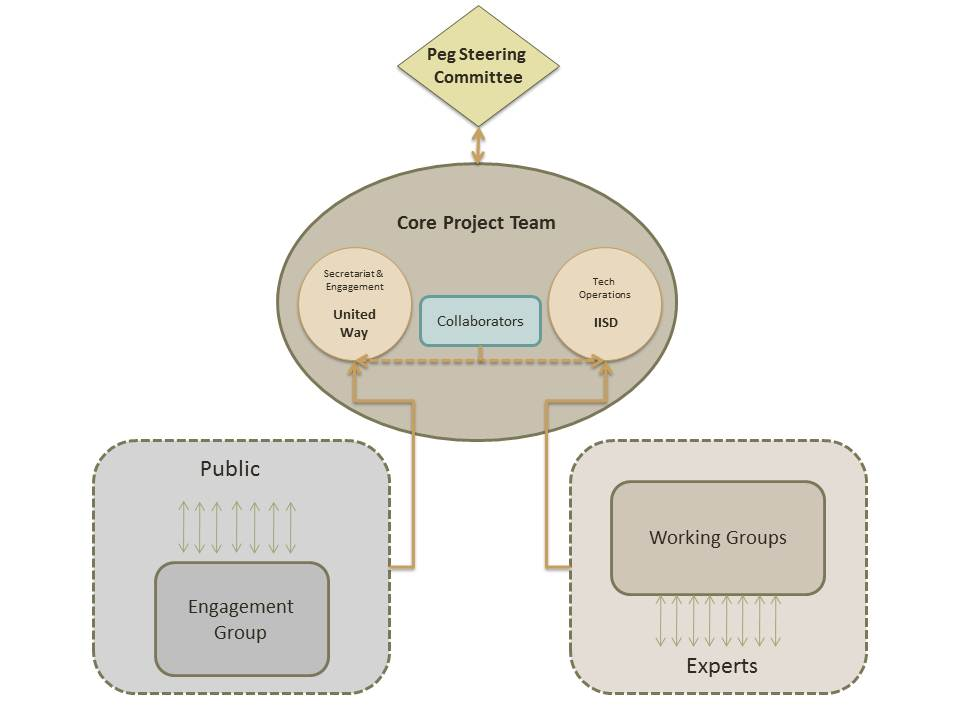 Peg Steering
Committee
Core Project Team
Secretariat &
Engagement
United
Way
Collaborators
Tech
Operations
IISD
Public
Engagement
Group
Working Groups
Experts